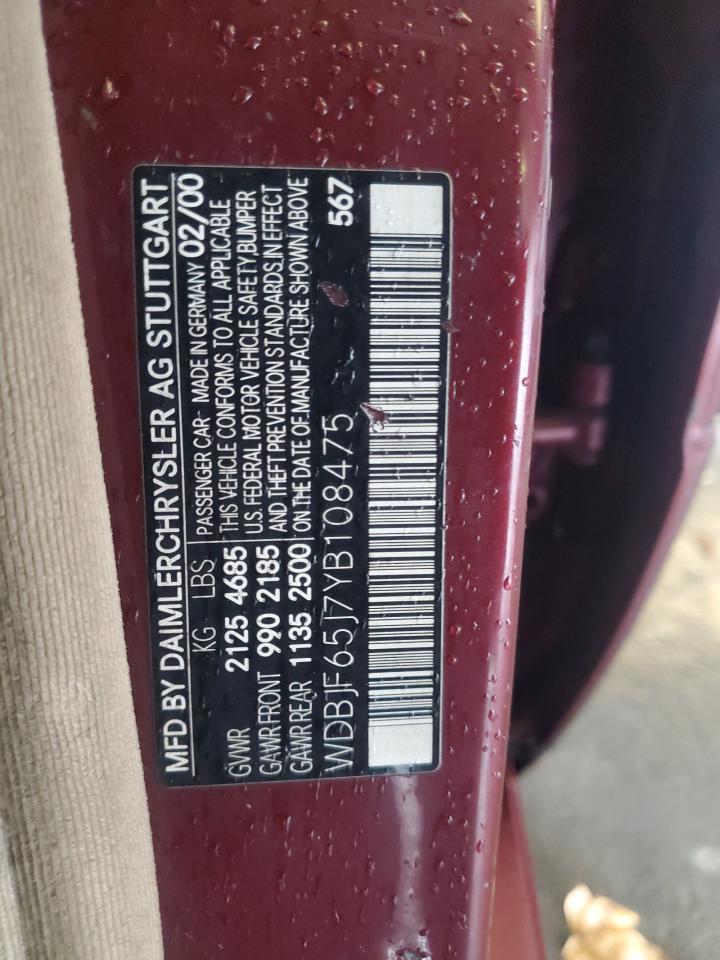 MFD BY DAIMLERCHRYSLER AG STUTTGART
KG LBS PASSENGER CAR- MADE IN GERMANY 02/00
GVWR 2125 4685 THIS VEHICLE CONFORMS TO ALL APPLICABLE
U.S. FEDERAL MOTOR VEHICLE SAFETY,BUMPER
GAWR FRONT 990 2185 AND THEFT PREVENTION STANDARDS,IN EFFECT
GAWR REAR 1135 2500 ON THE DATE OF MANUFACTURE SHOWN ABOVE
WDBJF65J7YB108475 567